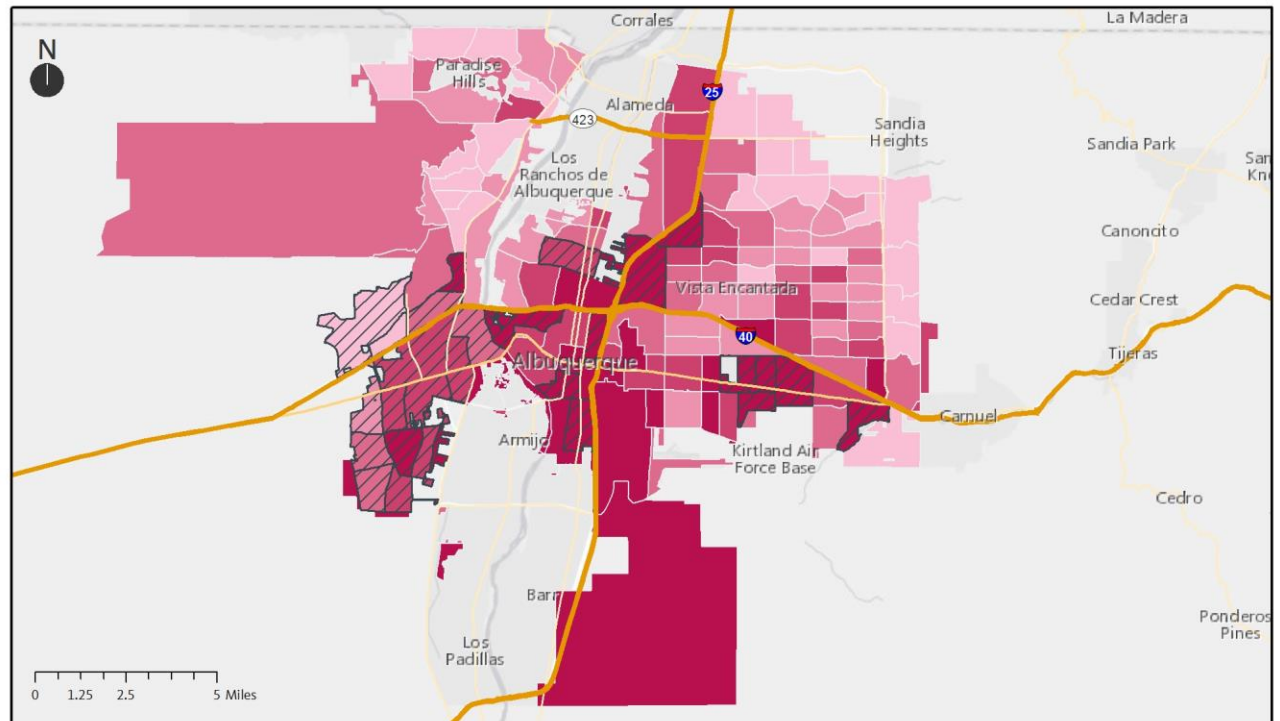 Corrales
La Madera
N
Paradise
Hills
25
Alameda
423
Sandia
Heights
Sandia Park
San
Kno
Los
Ranchos de
Albuquerque
Canoncito
Vista Encantada
Cedar Crest
40
Tijeras
Albuquerque
Carnuel
Armijo
Kirtland Air
Force Base
Cedro
Barr
Ponderos
Pines
Los
Padillas
0 1.25 2.5 5 Miles